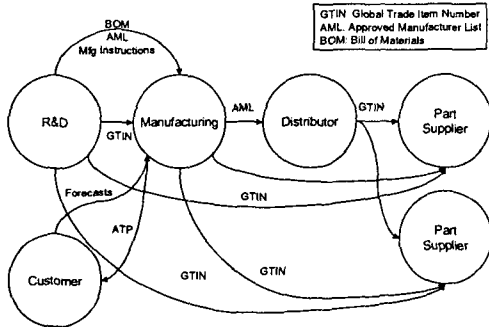 GTIN: Global Trade Item Number
AML: Approved Manufacturer List
BOM: Bill of Materials
BOM
AML
Mfg Instructions
R&D
GTIN
Manufacturing
AML
Distributor
GTIN
Part
Supplier
Forecasts
GTIN
ATP
Part
Supplier
Customer
GTIN
GTIN